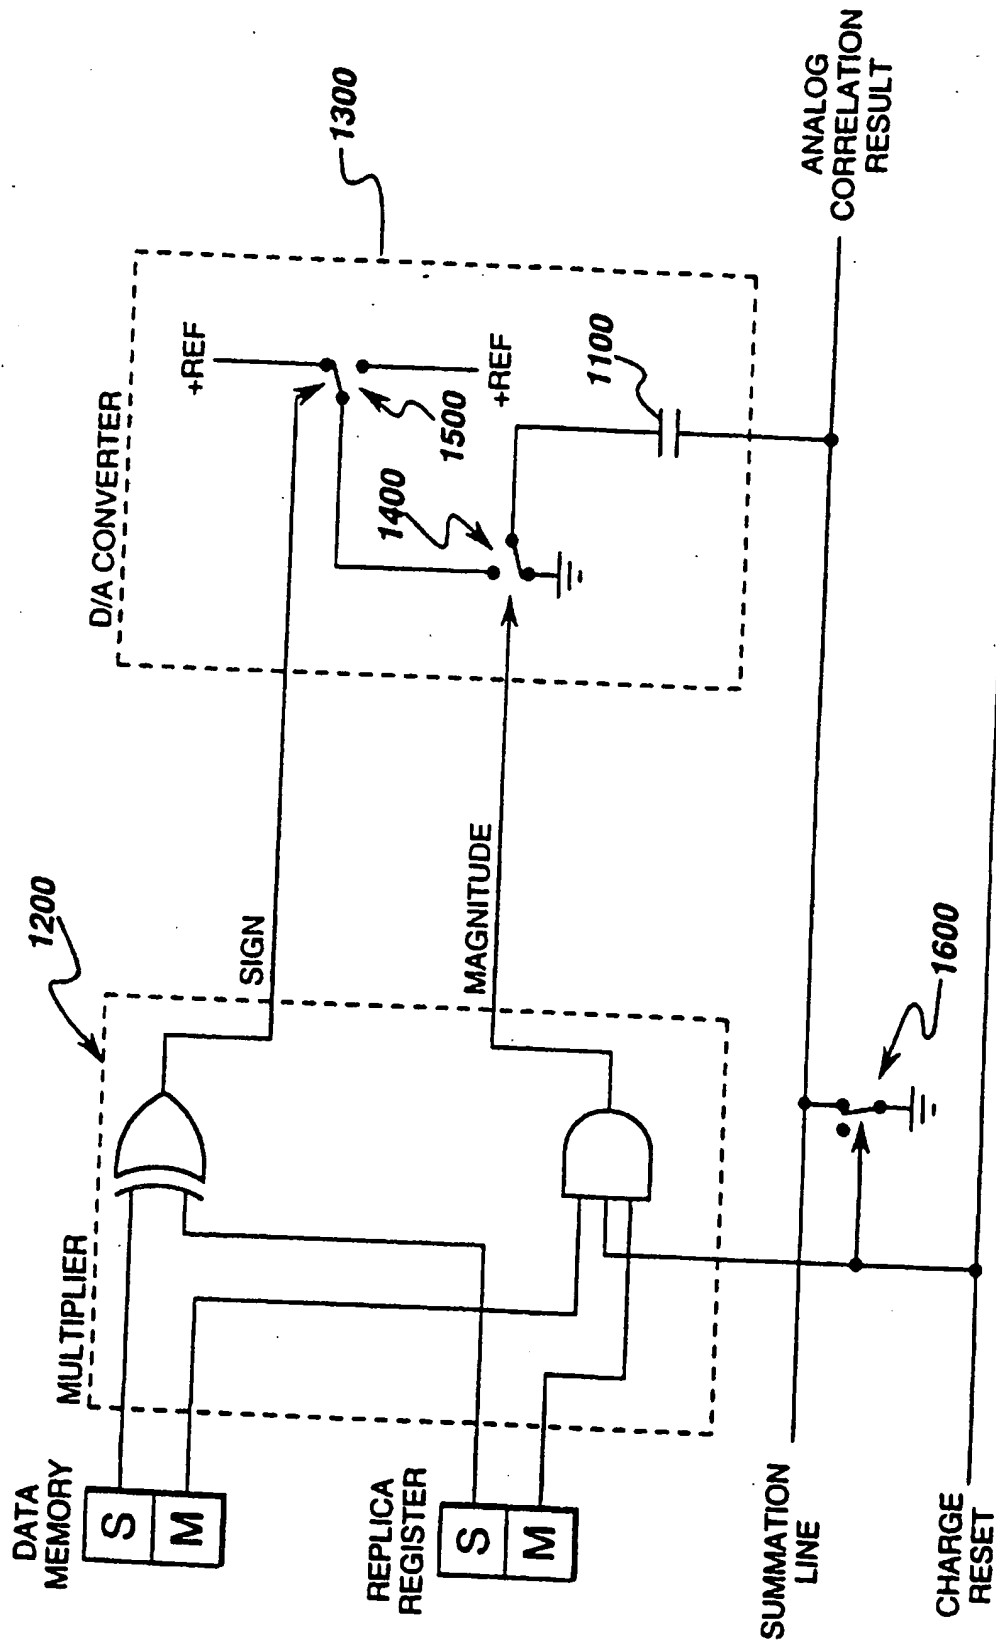 DATA
MEMORY
S
M
REPLICA
REGISTER
S
M
SUMMATION
LINE
CHARGE
RESET
MULTIPLIER
1200
SIGN
MAGNITUDE
1600
D/A CONVERTER
+REF
1500
+REF
1400
1100
1300
ANALOG
CORRELATION
RESULT